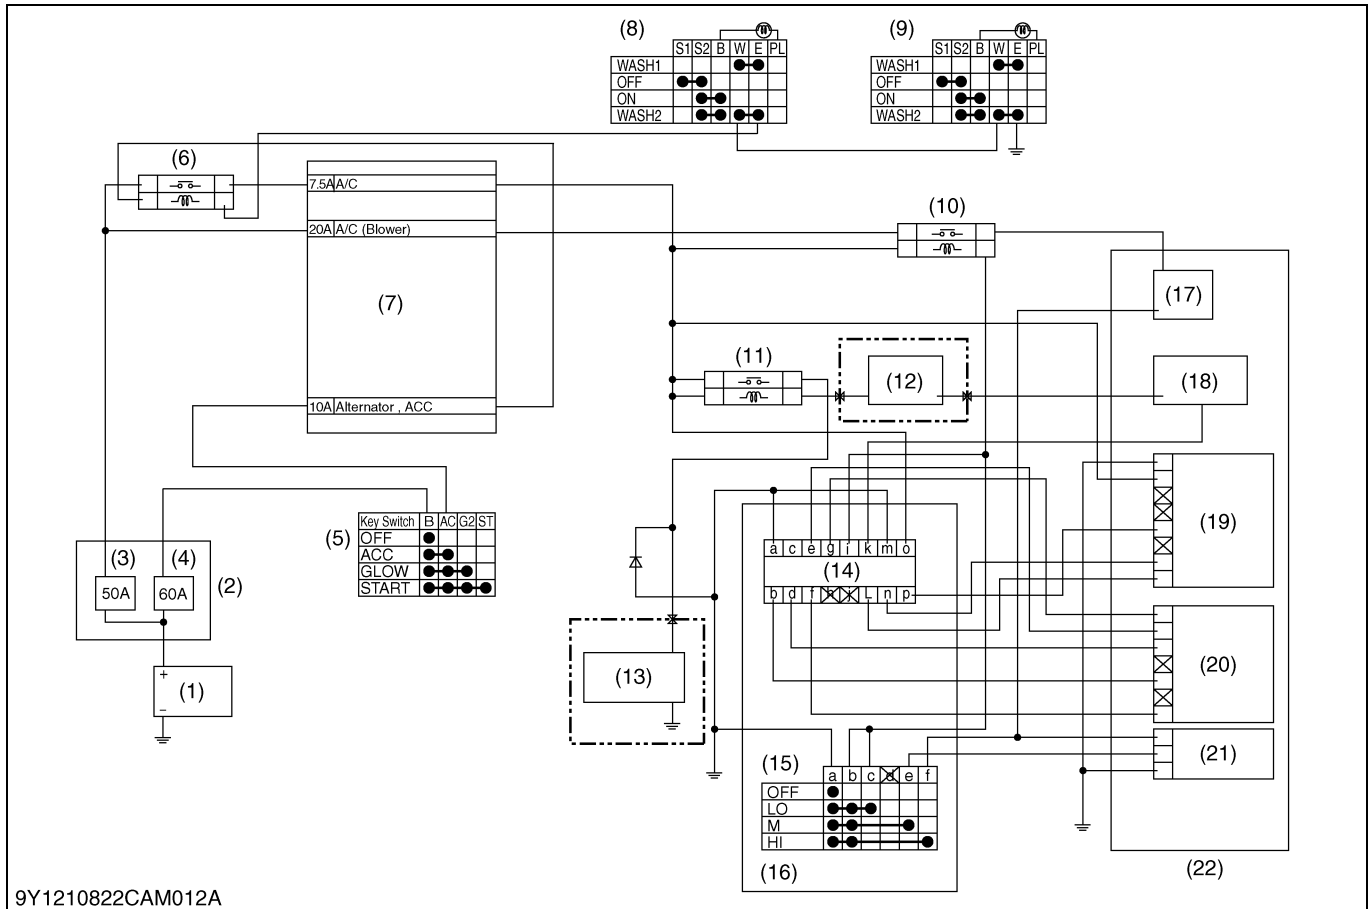 (8)
(9)
S1 S2 B W E PL
WASH1
OFF
ON
WASH2
S1 S2 B W E PL
WASH1
OFF
ON
WASH2
(6)
7.5A A/C
20A A/C (Blower)
(7)
10A Alternator , ACC
(10)
(17)
(11)
(12)
(18)
(5)
Key Switch B AC G2 ST
OFF
ACC
GLOW
START
(3) (4)
50A 60A
(2)
+
(1)
−
(13)
a c e g i k m o
(14)
b d f h j L n p
(19)
(20)
(21)
(15)
a b c d e f
OFF
LO
M
HI
(16)
(22)
9Y1210822CAM012A